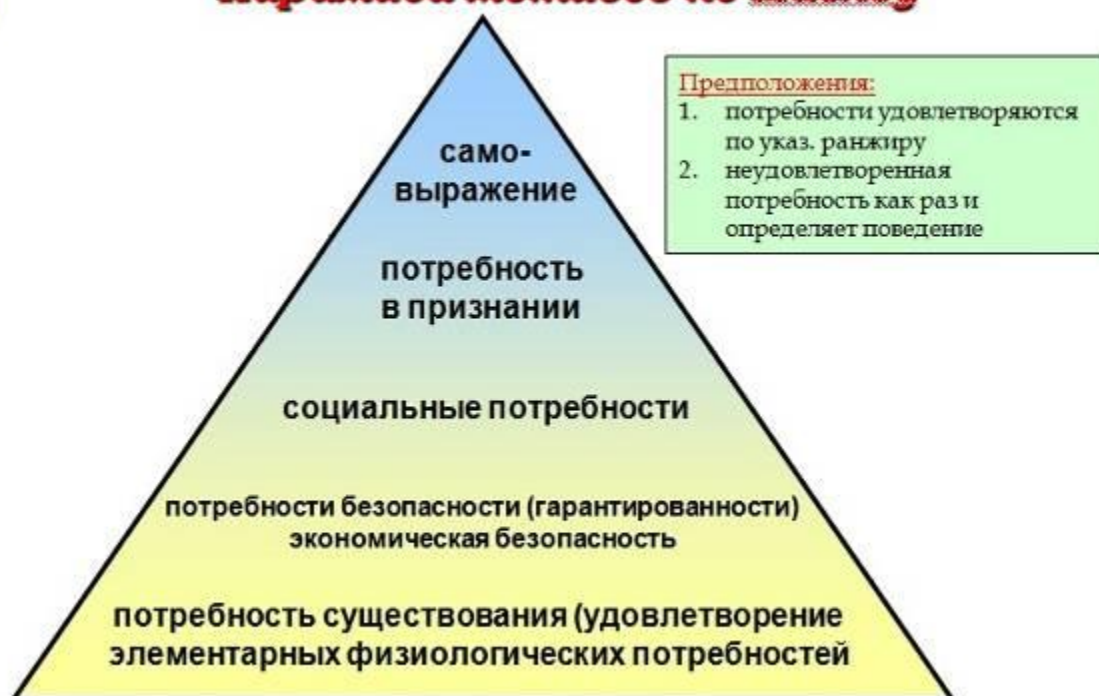 само-
выражение
потребность
в признании
социальные потребности
потребности безопасности (гарантированности)
экономическая безопасность
потребность существования (удовлетворение
элементарных физиологических потребностей
Предположения:
1. потребности удовлетворяются
по указ. ранжиру
2. неудовлетворенная
потребность как раз и
определяет поведение